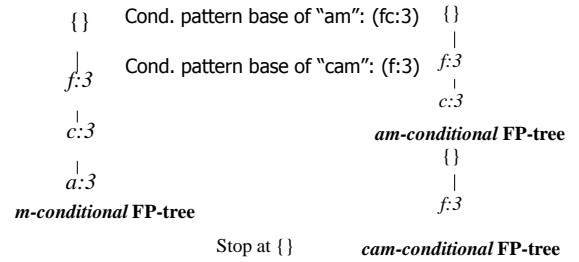 {}
f:3
c:3
a:3
m-conditional FP-tree
Cond. pattern base of “am”: (fc:3)
Cond. pattern base of “cam”: (f:3)
{}
f:3
c:3
am-conditional FP-tree
{}
f:3
cam-conditional FP-tree
Stop at {}